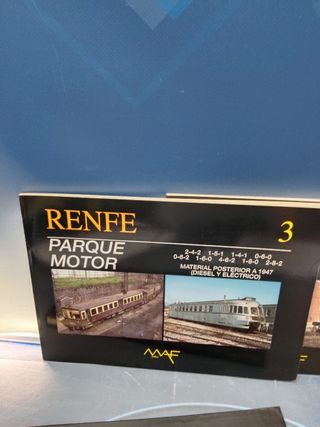 RENFE
3
PARQUE
MOTOR
2-4-2 1-5-1 1-4-1 0-6-0
0-6-2 1-6-0 4-6-2 1-8-0 2-8-2
MATERIAL POSTERIOR A 1947
(DIESEL Y ELÉCTRICO)
MAF